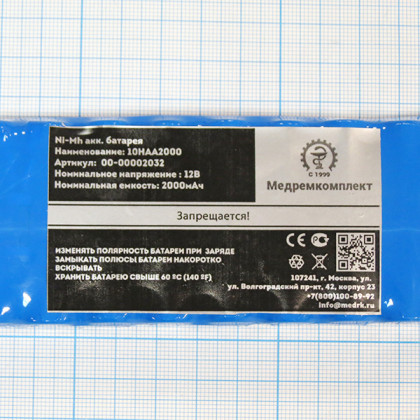 Ni-Mh акк. батарея
Наименование: 10HAA2000
Артикул: 00-00002032
Номинальное напряжение : 12В
Номинальная емкость: 2000мАч
С 1999
Медремкомплект
Запрещается!
ИЗМЕНЯТЬ ПОЛЯРНОСТЬ БАТАРЕИ ПРИ ЗАРЯДЕ
ЗАМЫКАТЬ ПОЛЮСЫ БАТАРЕИ НАКОРОТКО
ВСКРЫВАТЬ
ХРАНИТЬ БАТАРЕЮ СВЫШЕ 60 ºС (140 ºF)
107241, г. Москва, ул.
ул. Волгоградский пр-кт, 42, корпус 23
+7(800)100-89-92
info@medrk.ru